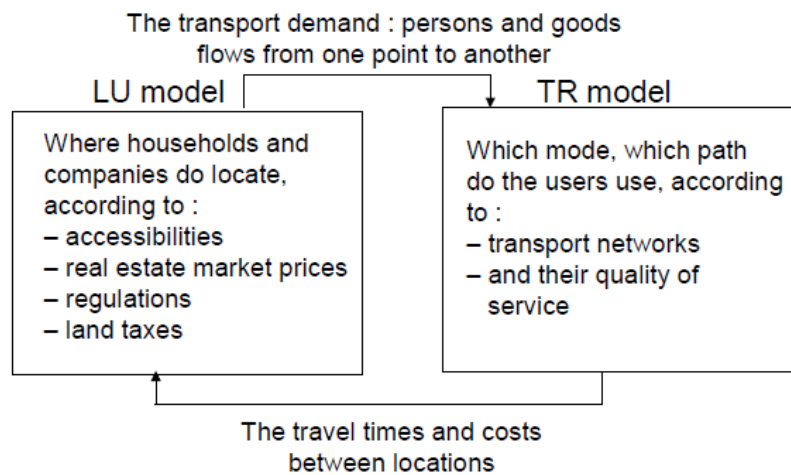 The transport demand : persons and goods
flows from one point to another
LU model
TR model
Where households and
companies do locate,
according to :
– accessibilities
– real estate market prices
– regulations
– land taxes
Which mode, which path
do the users use, according
to :
– transport networks
– and their quality of
service
The travel times and costs
between locations